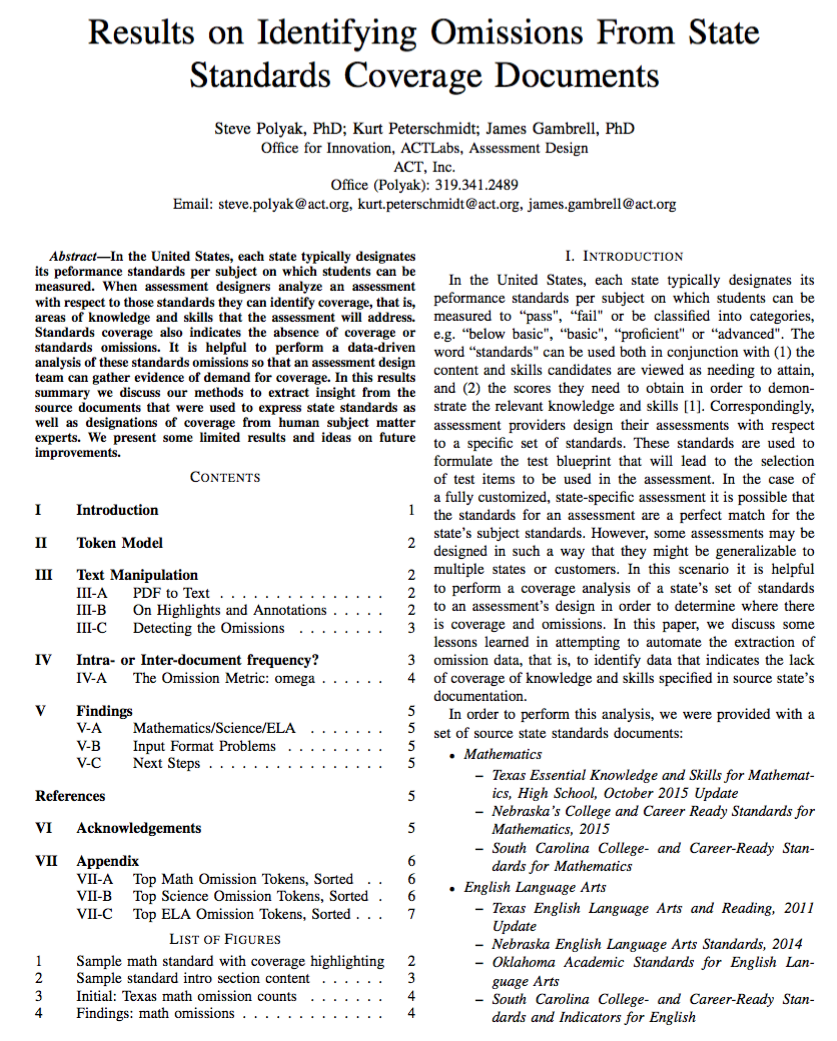 Results on Identifying Omissions From State
Standards Coverage Documents
Steve Polyak, PhD; Kurt Peterschmidt; James Gambrell, PhD
Office for Innovation, ACTLabs, Assessment Design
ACT, Inc.
Office (Polyak): 319.341.2489
Email: steve.polyak@act.org, kurt.peterschmidt@act.org, james.gambrell@act.org
Abstract—In the United States, each state typically designates
its peformance standards per subject on which students can be
measured. When assessment designers analyze an assessment
with respect to those standards they can identify coverage, that is,
areas of knowledge and skills that the assessment will address.
Standards coverage also indicates the absence of coverage or
standards omissions. It is helpful to perform a data-driven
analysis of these standards omissions so that an assessment design
team can gather evidence of demand for coverage. In this results
summary we discuss our methods to extract insight from the
source documents that were used to express state standards as
well as designations of coverage from human subject matter
experts. We present some limited results and ideas on future
improvements.
CONTENTS
I Introduction 1
II Token Model 2
III Text Manipulation 2
III-A PDF to Text . . . . . . . . . . . . . . . 2
III-B On Highlights and Annotations . . . . . 2
III-C Detecting the Omissions . . . . . . . . 3
IV Intra- or Inter-document frequency? 3
IV-A The Omission Metric: omega . . . . . . 4
V Findings 5
V-A Mathematics/Science/ELA . . . . . . . 5
V-B Input Format Problems . . . . . . . . . 5
V-C Next Steps . . . . . . . . . . . . . . . . 5
References 5
VI Acknowledgements 5
VII Appendix 6
VII-A Top Math Omission Tokens, Sorted . . 6
VII-B Top Science Omission Tokens, Sorted . 6
VII-C Top ELA Omission Tokens, Sorted . . . 7
LIST OF FIGURES
1 Sample math standard with coverage highlighting 2
2 Sample standard intro section content . . . . . . 3
3 Initial: Texas math omission counts . . . . . . . 4
4 Findings: math omissions . . . . . . . . . . . . . 4
I. INTRODUCTION
In the United States, each state typically designates its
peformance standards per subject on which students can be
measured to “pass”, “fail” or be classified into categories,
e.g. “below basic”, “basic”, “proficient” or “advanced”. The
word “standards” can be used both in conjunction with (1) the
content and skills candidates are viewed as needing to attain,
and (2) the scores they need to obtain in order to demon-
strate the relevant knowledge and skills [1]. Correspondingly,
assessment providers design their assessments with respect
to a specific set of standards. These standards are used to
formulate the test blueprint that will lead to the selection
of test items to be used in the assessment. In the case of
a fully customized, state-specific assessment it is possible that
the standards for an assessment are a perfect match for the
state’s subject standards. However, some assessments may be
designed in such a way that they might be generalizable to
multiple states or customers. In this scenario it is helpful
to perform a coverage analysis of a state’s set of standards
to an assessment’s design in order to determine where there
is coverage and omissions. In this paper, we discuss some
lessons learned in attempting to automate the extraction of
omission data, that is, to identify data that indicates the lack
of coverage of knowledge and skills specified in source state’s
documentation.
In order to perform this analysis, we were provided with a
set of source state standards documents:
• Mathematics
– Texas Essential Knowledge and Skills for Mathemat-
ics, High School, October 2015 Update
– Nebraska’s College and Career Ready Standards for
Mathematics, 2015
– South Carolina College- and Career-Ready Stan-
dards for Mathematics
• English Language Arts
– Texas English Language Arts and Reading, 2011
Update
– Nebraska English Language Arts Standards, 2014
– Oklahoma Academic Standards for English Lan-
guage Arts
– South Carolina College- and Career-Ready Stan-
dards and Indicators for English